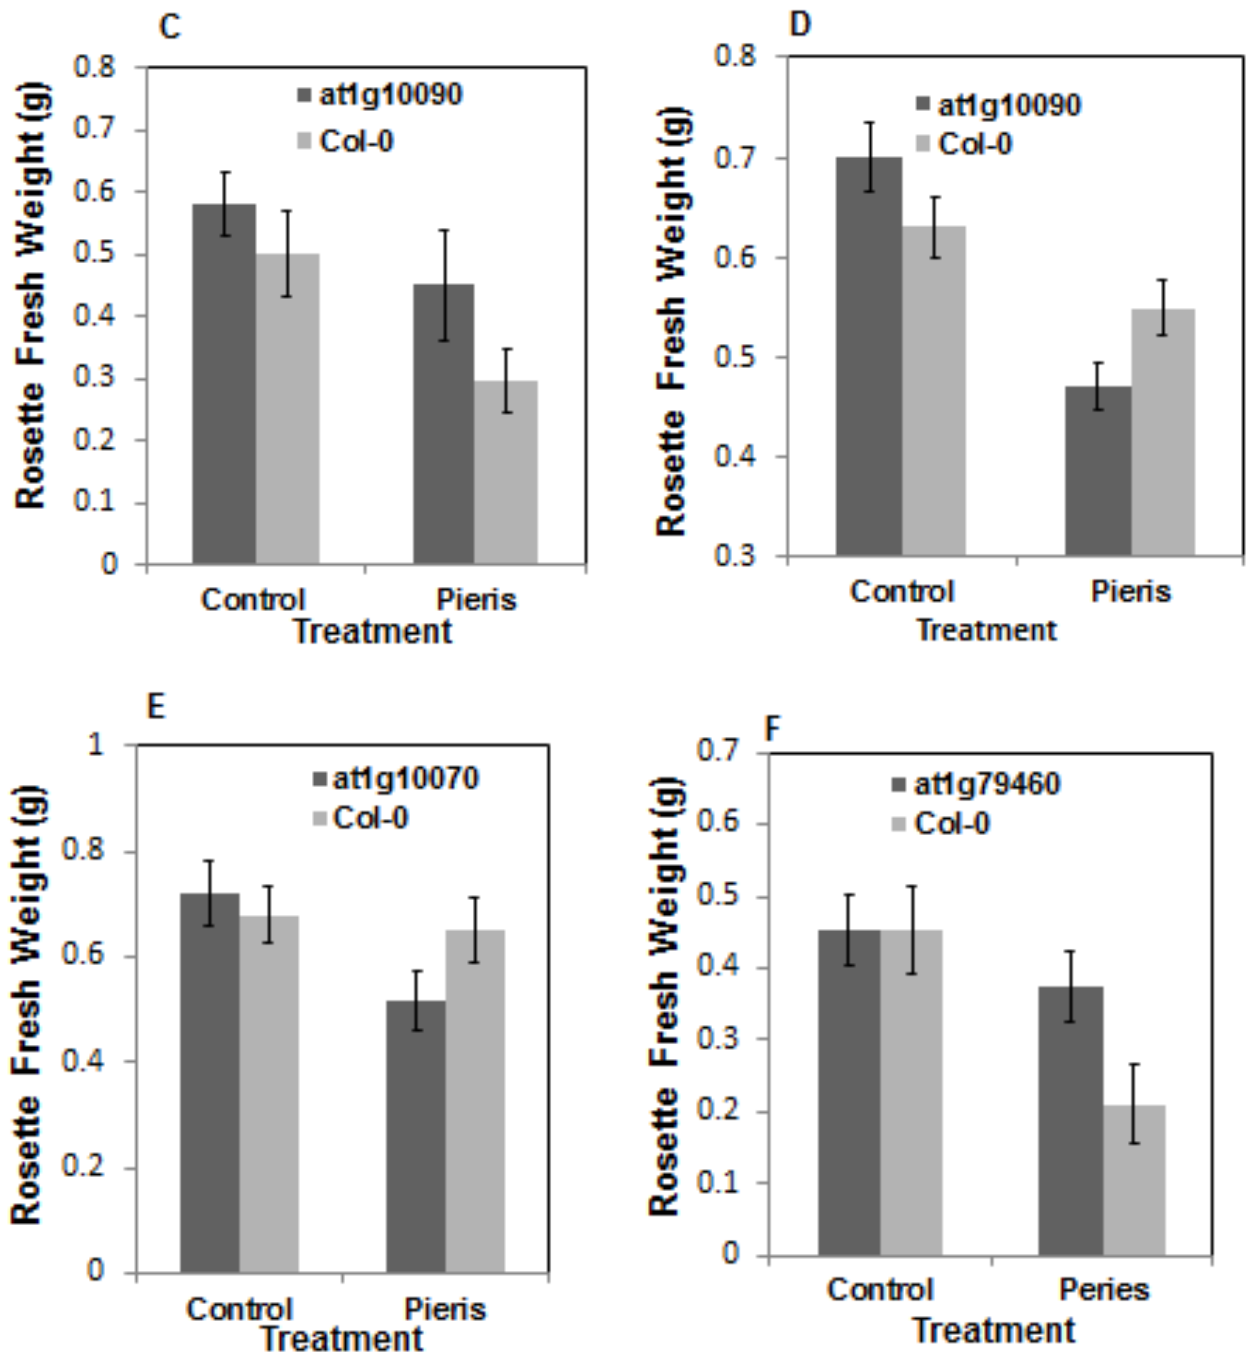 C
Rosette Fresh Weight (g)
0.8
0.7
0.6
0.5
0.4
0.3
0.2
0.1
0
at1g10090
Col-0
Control
Pieris
Treatment
D
Rosette Fresh Weight (g)
0.8
0.7
0.6
0.5
0.4
0.3
at1g10090
Col-0
Control
Pieris
Treatment
E
Rosette Fresh Weight (g)
1
0.8
0.6
0.4
0.2
0
at1g10070
Col-0
Control
Pieris
Treatment
F
Rosette Fresh Weight (g)
0.7
0.6
0.5
0.4
0.3
0.2
0.1
0
at1g79460
Col-0
Control
Peries
Treatment